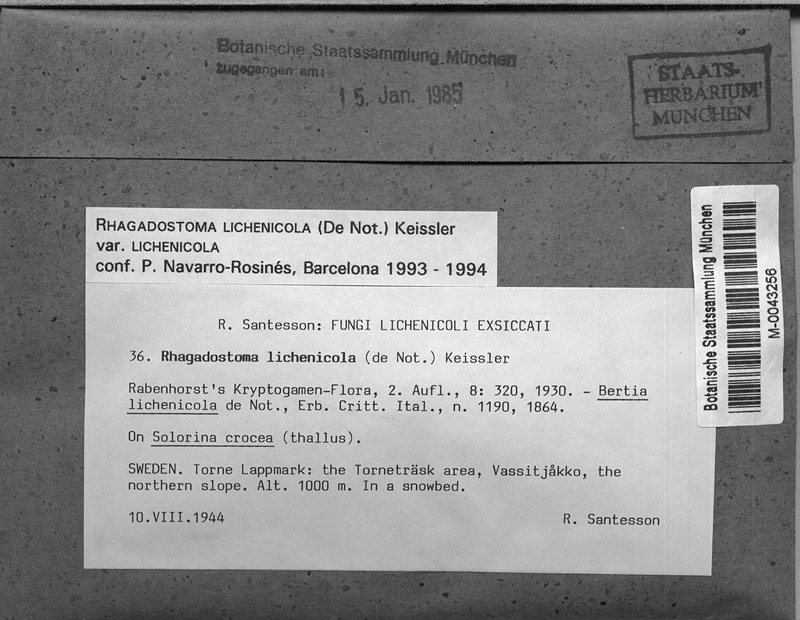 Botanische Staatssammlung München
zugegangen am:
15. Jan. 1985
STAATS-
HERBARIUM
MÜNCHEN
RHAGADOSTOMA LICHENICOLA (De Not.) Keissler
var. LICHENICOLA
conf. P. Navarro-Rosinés, Barcelona 1993 - 1994
Botanische Staatssammlung München
M-0043256
R. Santesson: FUNGI LICHENICOLI EXSICCATI
36. Rhagadostoma lichenicola (de Not.) Keissler
Rabenhorst's Kryptogamen-Flora, 2. Aufl., 8: 320, 1930. - Bertia
lichenicola de Not., Erb. Critt. Ital., n. 1190, 1864.
On Solorina crocea (thallus).
SWEDEN. Torne Lappmark: the Torneträsk area, Vassitjåkko, the
northern slope. Alt. 1000 m. In a snowbed.
10.VIII.1944 R. Santesson